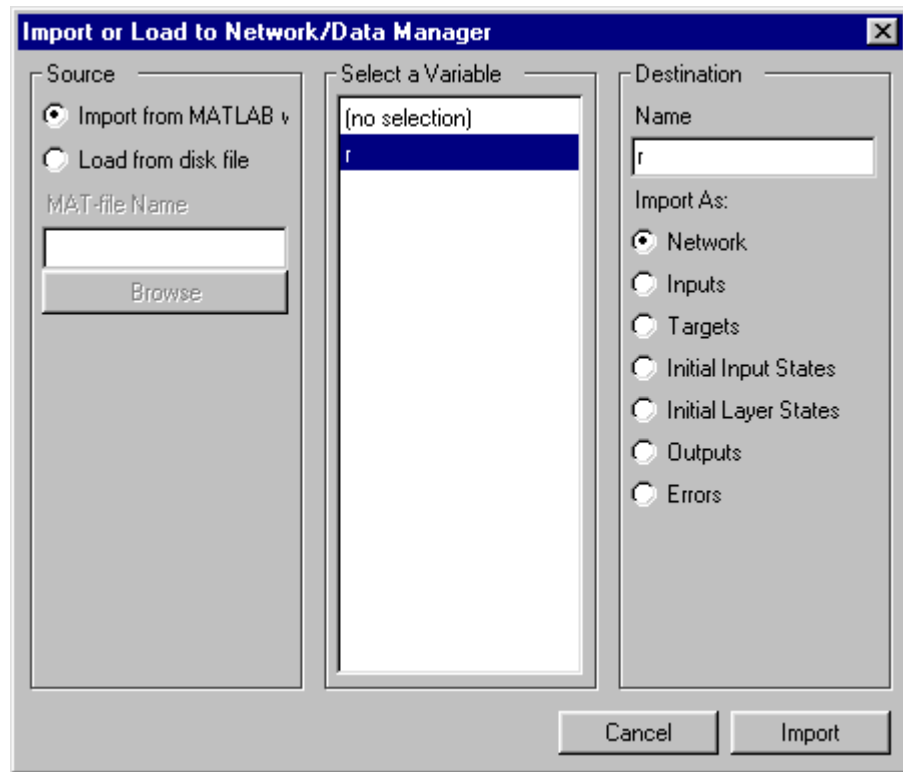 Import or Load to Network/Data Manager
Source
Import from MATLAB
Load from disk file
MAT-file Name
Browse
Select a Variable
(no selection)
r
Destination
Name
r
Import As:
Network
Inputs
Targets
Initial Input States
Initial Layer States
Outputs
Errors
Cancel
Import